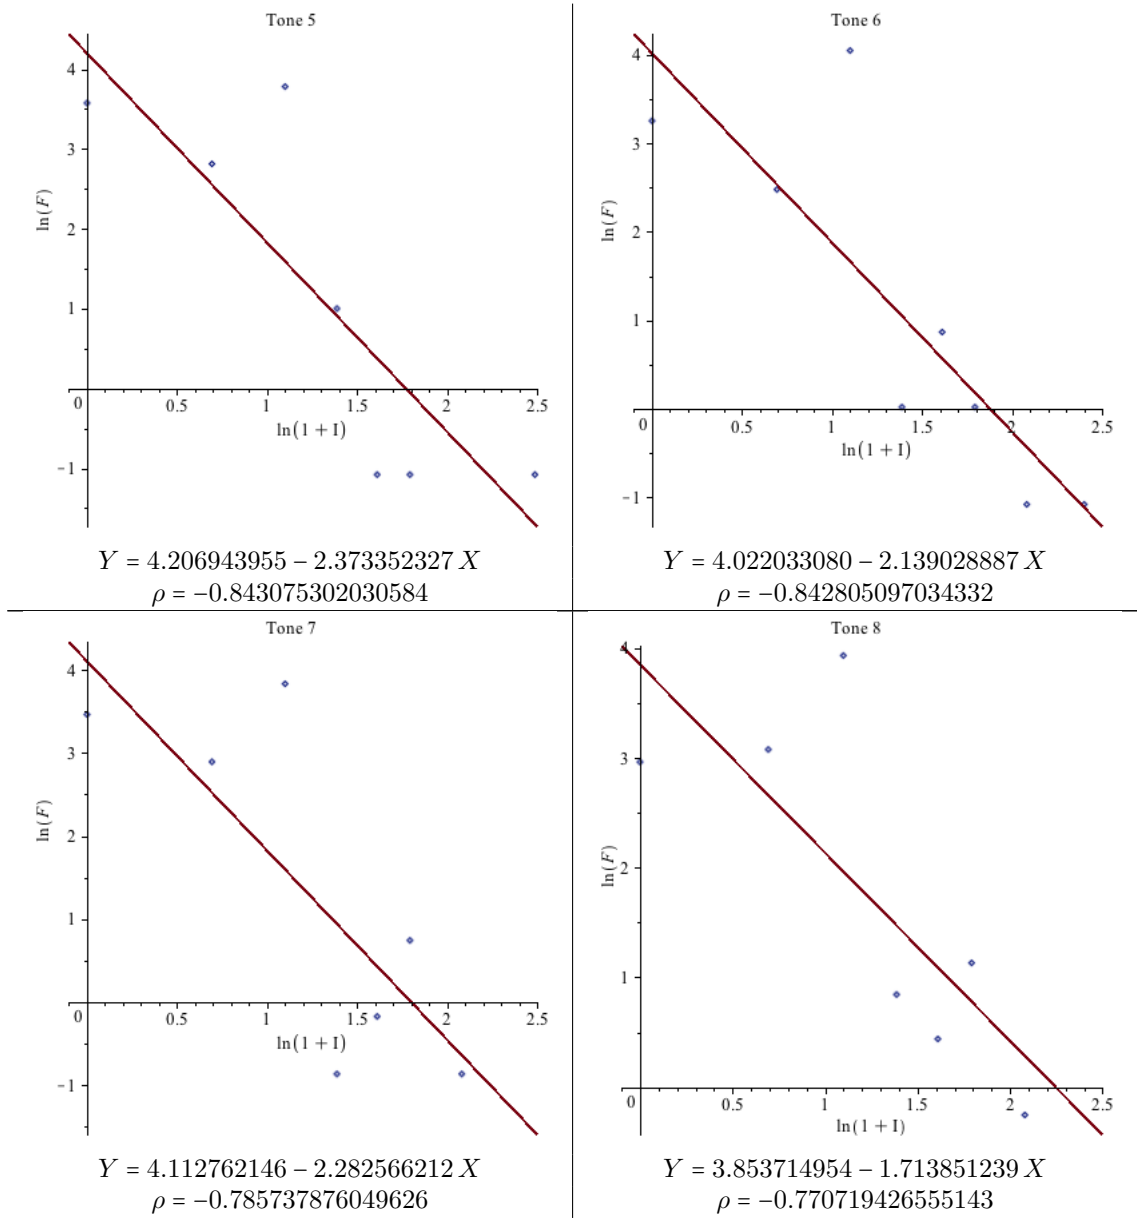 Tone 5
4
3
2
1
0
−1
0.5
1
1.5
2
2.5
ln(F)
ln(1 + I)
Y = 4.206943955 − 2.373352327 X
ρ = −0.843075302030584
Tone 6
4
3
2
1
0
−1
0.5
1
1.5
2
2.5
ln(F)
ln(1 + I)
Y = 4.022033080 − 2.139028887 X
ρ = −0.842805097034332
Tone 7
4
3
2
1
0
−1
0.5
1
1.5
2
2.5
ln(F)
ln(1 + I)
Y = 4.112762146 − 2.282566212 X
ρ = −0.785737876049626
Tone 8
4
3
2
1
0
0.5
1
1.5
2
2.5
ln(F)
ln(1 + I)
Y = 3.853714954 − 1.713851239 X
ρ = −0.770719426555143